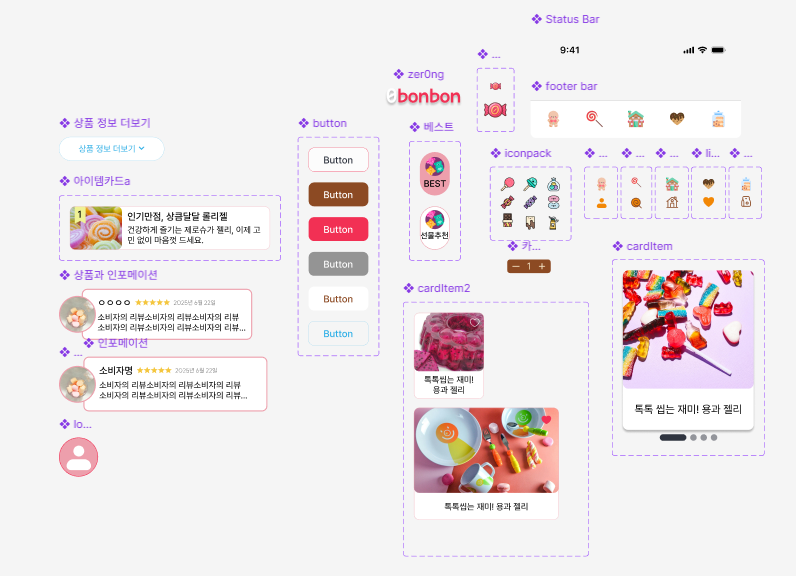 Status Bar
9:41
...
zer0ng
0bonbon
footer bar
상품 정보 더보기
상품 정보 더보기
button
Button
Button
Button
Button
Button
Button
베스트
BEST
선물추천
iconpack
...
...
...
li...
...
아이템카드a
1
인기만점, 상큼달달 롤리젤
건강하게 즐기는 제로슈가 젤리, 이제 고
민 없이 마음껏 드세요.
카...
1
cardItem
톡톡 씹는 재미! 용과 젤리
상품과 인포메이션
ㅇㅇㅇㅇ ★★★★★ 2025년 6월 22일
소비자의 리뷰소비자의 리뷰소비자의 리뷰
소비자의 리뷰소비자의 리뷰소비자의 리뷰...
cardItem2
톡톡씹는 재미!
용과 젤리
톡톡씹는 재미! 용과 젤리
...
인포메이션
소비자명 ★★★★★ 2025년 6월 22일
소비자의 리뷰소비자의 리뷰소비자의 리뷰
소비자의 리뷰소비자의 리뷰소비자의 리뷰...
lo...